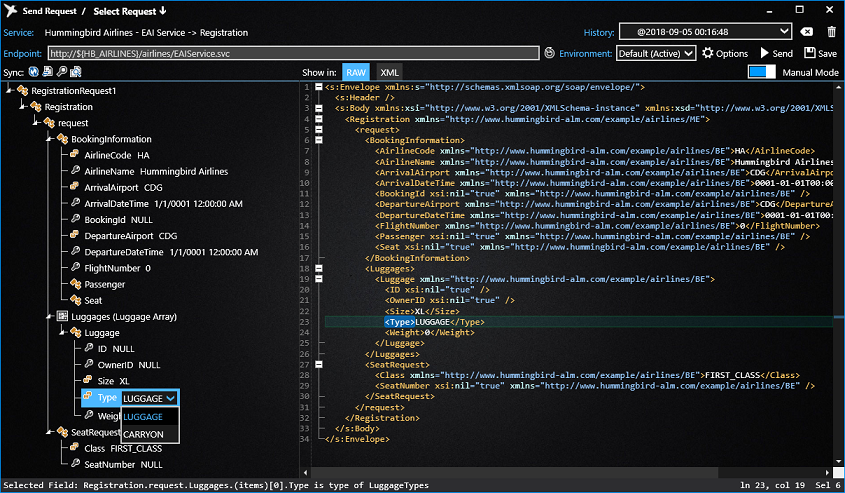 Send Request / Select Request
Service: Hummingbird Airlines - EAI Service -> Registration
History: @2018-09-05 00:16:48
Endpoint: http://${HB_AIRLINES}/airlines/EAIService.svc
Environment: Default (Active) Options Send Save
Sync: Show in: RAW XML Manual Mode
RegistrationRequest1
Registration
request
BookingInformation
AirlineCode HA
AirlineName Hummingbird Airlines
ArrivalAirport CDG
ArrivalDateTime 1/1/0001 12:00:00 AM
BookingId NULL
DepartureAirport CDG
DepartureDateTime 1/1/0001 12:00:00 AM
FlightNumber 0
Passenger
Seat
Luggages (Luggage Array)
Luggage
ID NULL
OwnerID NULL
Size XL
Type LUGGAGE
Weigl LUGGAGE
CARRYON
SeatRequest
Class FIRST_CLASS
SeatNumber NULL
1 <s:Envelope xmlns:s="http://schemas.xmlsoap.org/soap/envelope/">
2 <s:Header />
3 <s:Body xmlns:xsi="http://www.w3.org/2001/XMLSchema-instance" xmlns:xsd="http://www.w3.org/2001/XMLS
4 <Registration xmlns="http://www.hummingbird-alm.com/example/airlines/ME">
5 <request>
6 <BookingInformation>
7 <AirlineCode xmlns="http://www.hummingbird-alm.com/example/airlines/BE">HA</AirlineCode>
8 <AirlineName xmlns="http://www.hummingbird-alm.com/example/airlines/BE">Hummingbird Airlines
9 <ArrivalAirport xmlns="http://www.hummingbird-alm.com/example/airlines/BE">CDG</ArrivalAirpor
10 <ArrivalDateTime xmlns="http://www.hummingbird-alm.com/example/airlines/BE">0001-01-01T00:00
11 <BookingId xsi:nil="true" xmlns="http://www.hummingbird-alm.com/example/airlines/BE" />
12 <DepartureAirport xmlns="http://www.hummingbird-alm.com/example/airlines/BE">CDG</DepartureA
13 <DepartureDateTime xmlns="http://www.hummingbird-alm.com/example/airlines/BE">0001-01-01T00:
14 <FlightNumber xmlns="http://www.hummingbird-alm.com/example/airlines/BE">0</FlightNumber>
15 <Passenger xsi:nil="true" xmlns="http://www.hummingbird-alm.com/example/airlines/BE" />
16 <Seat xsi:nil="true" xmlns="http://www.hummingbird-alm.com/example/airlines/BE" />
17 </BookingInformation>
18 <Luggages>
19 <Luggage xmlns="http://www.hummingbird-alm.com/example/airlines/BE">
20 <ID xsi:nil="true" />
21 <OwnerID xsi:nil="true" />
22 <Size>XL</Size>
23 <Type>LUGGAGE</Type>
24 <Weight>0</Weight>
25 </Luggage>
26 </Luggages>
27 <SeatRequest>
28 <Class xmlns="http://www.hummingbird-alm.com/example/airlines/BE">FIRST_CLASS</Class>
29 <SeatNumber xsi:nil="true" xmlns="http://www.hummingbird-alm.com/example/airlines/BE" />
30 </SeatRequest>
31 </request>
32 </Registration>
33 </s:Body>
34 </s:Envelope>
Selected Field: Registration.request.Luggages.(items)[0].Type is type of LuggageTypes
Ln 23, col 19 Sel 6